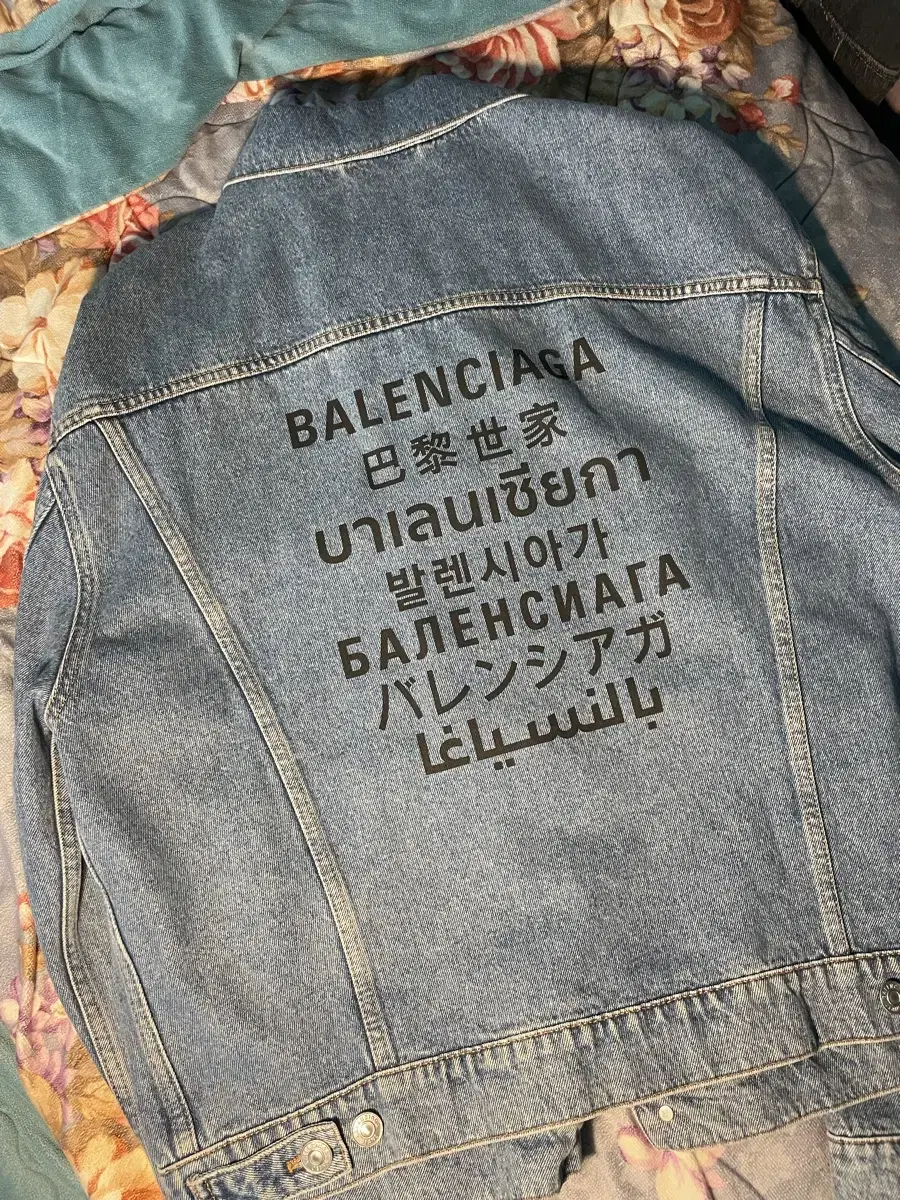 BALENCIAGA
巴黎世家
บาเลนเซียกา
발렌시아가
БАЛЕНСИАГА
バレンシアガ
بالنسياغا